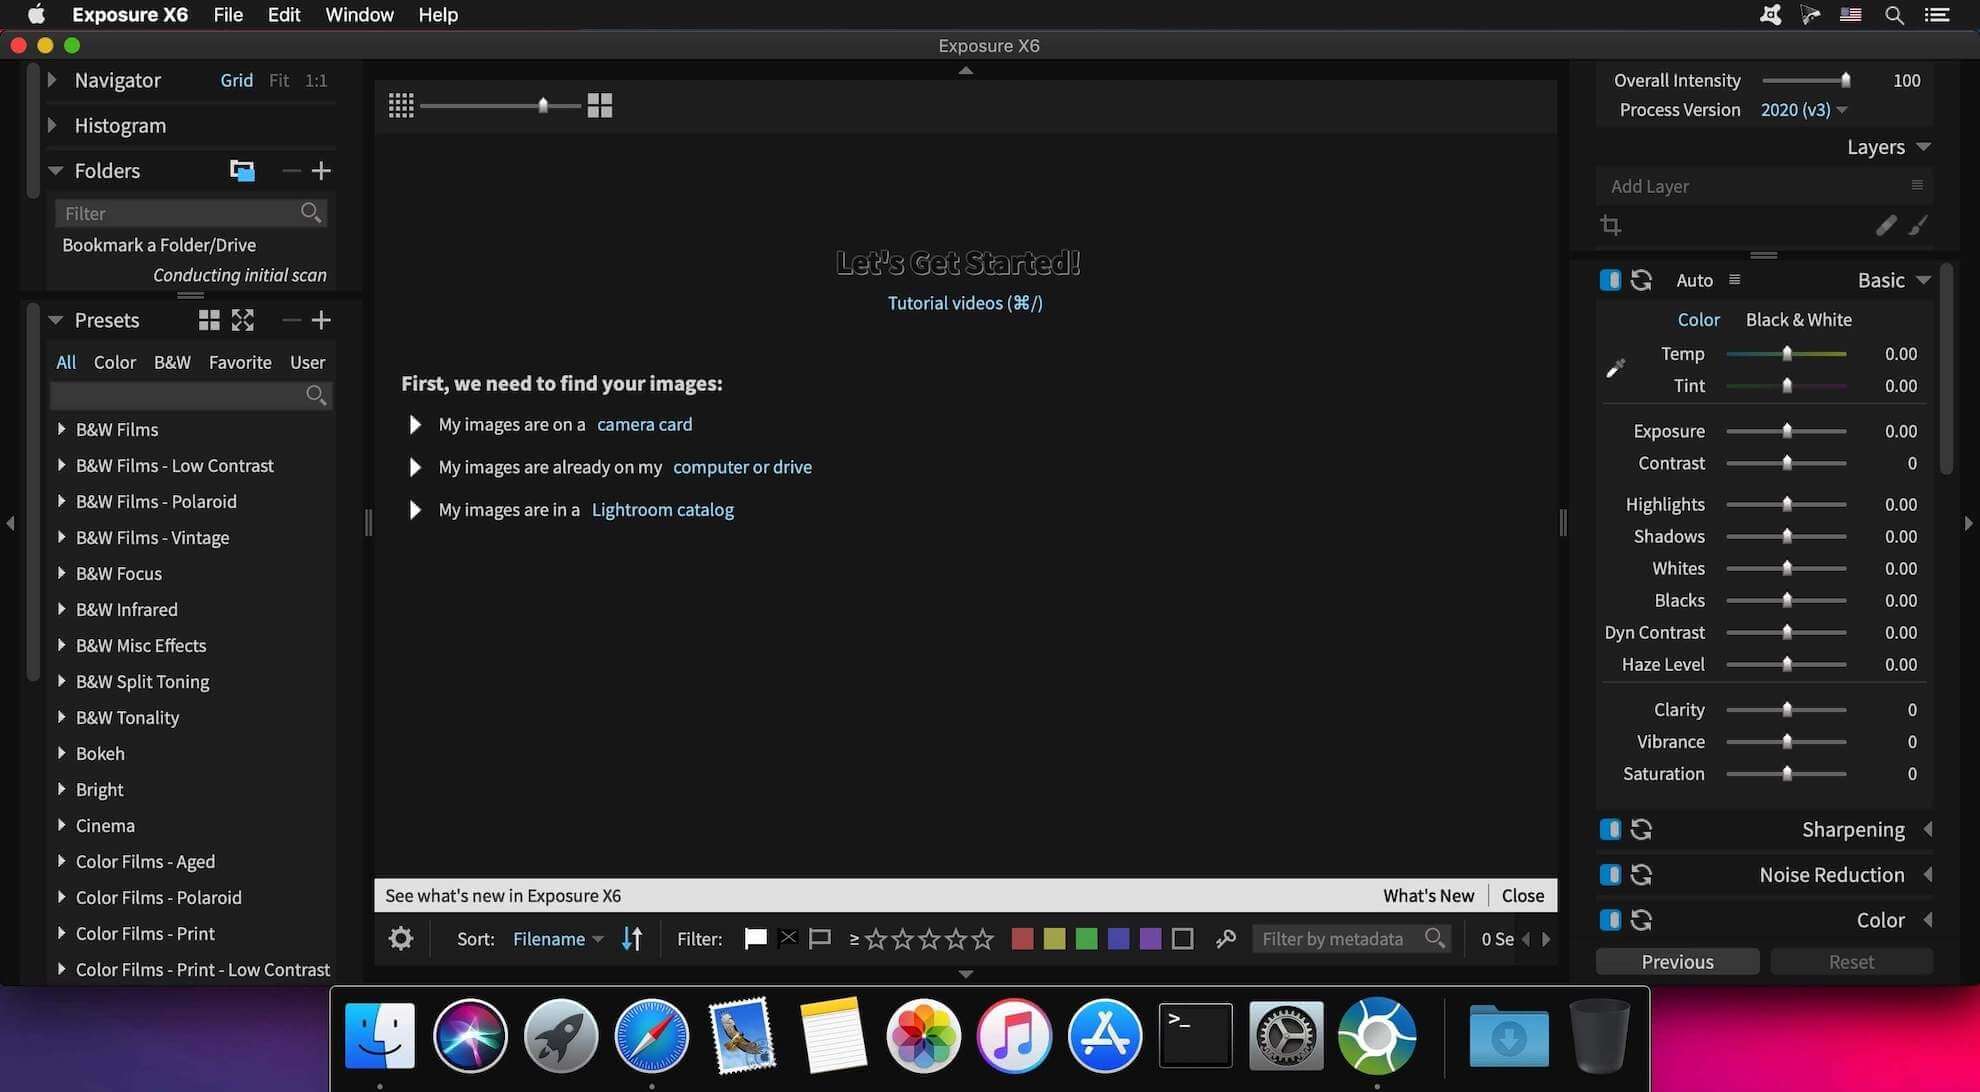 Exposure X6 File Edit Window Help
Exposure X6
Navigator Grid Fit 1:1
Histogram
Folders
Filter
Bookmark a Folder/Drive
Conducting initial scan
Presets
All Color B&W Favorite User
B&W Films
B&W Films - Low Contrast
B&W Films - Polaroid
B&W Films - Vintage
B&W Focus
B&W Infrared
B&W Misc Effects
B&W Split Toning
B&W Tonality
Bokeh
Bright
Cinema
Color Films - Aged
Color Films - Polaroid
Color Films - Print
Color Films - Print - Low Contrast
Let's Get Started!
Tutorial videos (⌘/)
First, we need to find your images:
My images are on a camera card
My images are already on my computer or drive
My images are in a Lightroom catalog
See what's new in Exposure X6 What's New Close
Sort: Filename Filter: ≥ Filter by metadata 0 Se
Overall Intensity 100
Process Version 2020 (v3)
Layers
Add Layer
Auto Basic
Color Black & White
Temp 0.00
Tint 0.00
Exposure 0.00
Contrast 0
Highlights 0.00
Shadows 0.00
Whites 0.00
Blacks 0.00
Dyn Contrast 0.00
Haze Level 0.00
Clarity 0
Vibrance 0
Saturation 0
Sharpening
Noise Reduction
Color
Previous Reset
>_